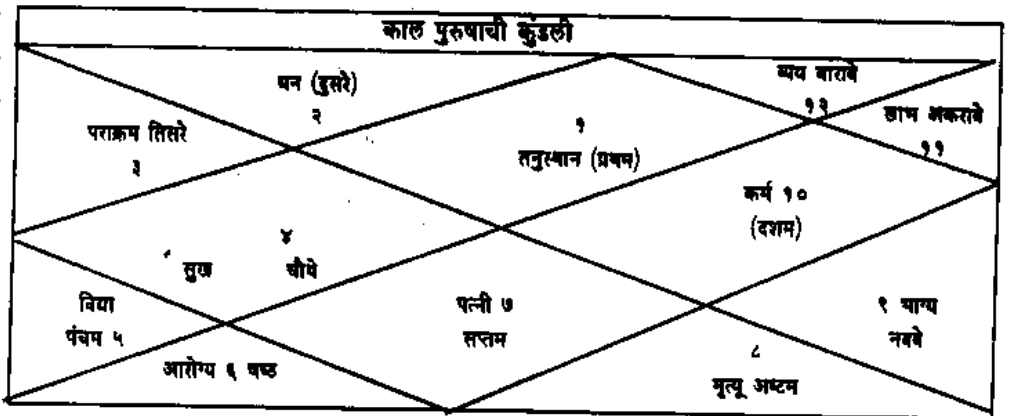 काल पुरुषाची कुंडली
धन (दुसरे)
२
व्यय बारावे
१२
पराक्रम तिसरे
३
१
तनुस्थान (प्रथम)
लाभ अकरावे
११
कर्म १०
(दशम)
४
सुख चौथे
विद्या
पंचम ५
पत्नी ७
सप्तम
९ भाग्य
नववे
आरोग्य ६ षष्ठ
८
मृत्यू अष्टम